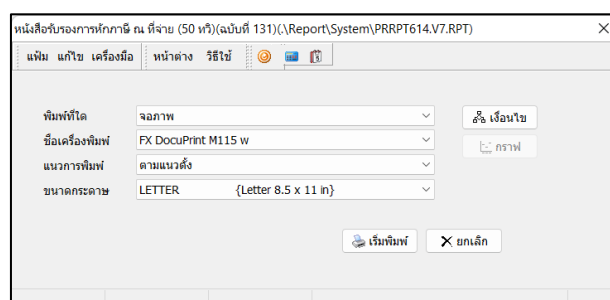 หนังสือรับรองการหักภาษี ณ ที่จ่าย (50 ทวิ)(ฉบับที่ 131)(.\Report\System\PRRPT614.V7.RPT)
แฟ้ม แก้ไข เครื่องมือ หน้าต่าง วิธีใช้
พิมพ์ที่ใด จอภาพ เงื่อนไข
ชื่อเครื่องพิมพ์ FX DocuPrint M115 w กราฟ
แนวการพิมพ์ ตามแนวตั้ง
ขนาดกระดาษ LETTER {Letter 8.5 x 11 in}
เริ่มพิมพ์ ยกเลิก